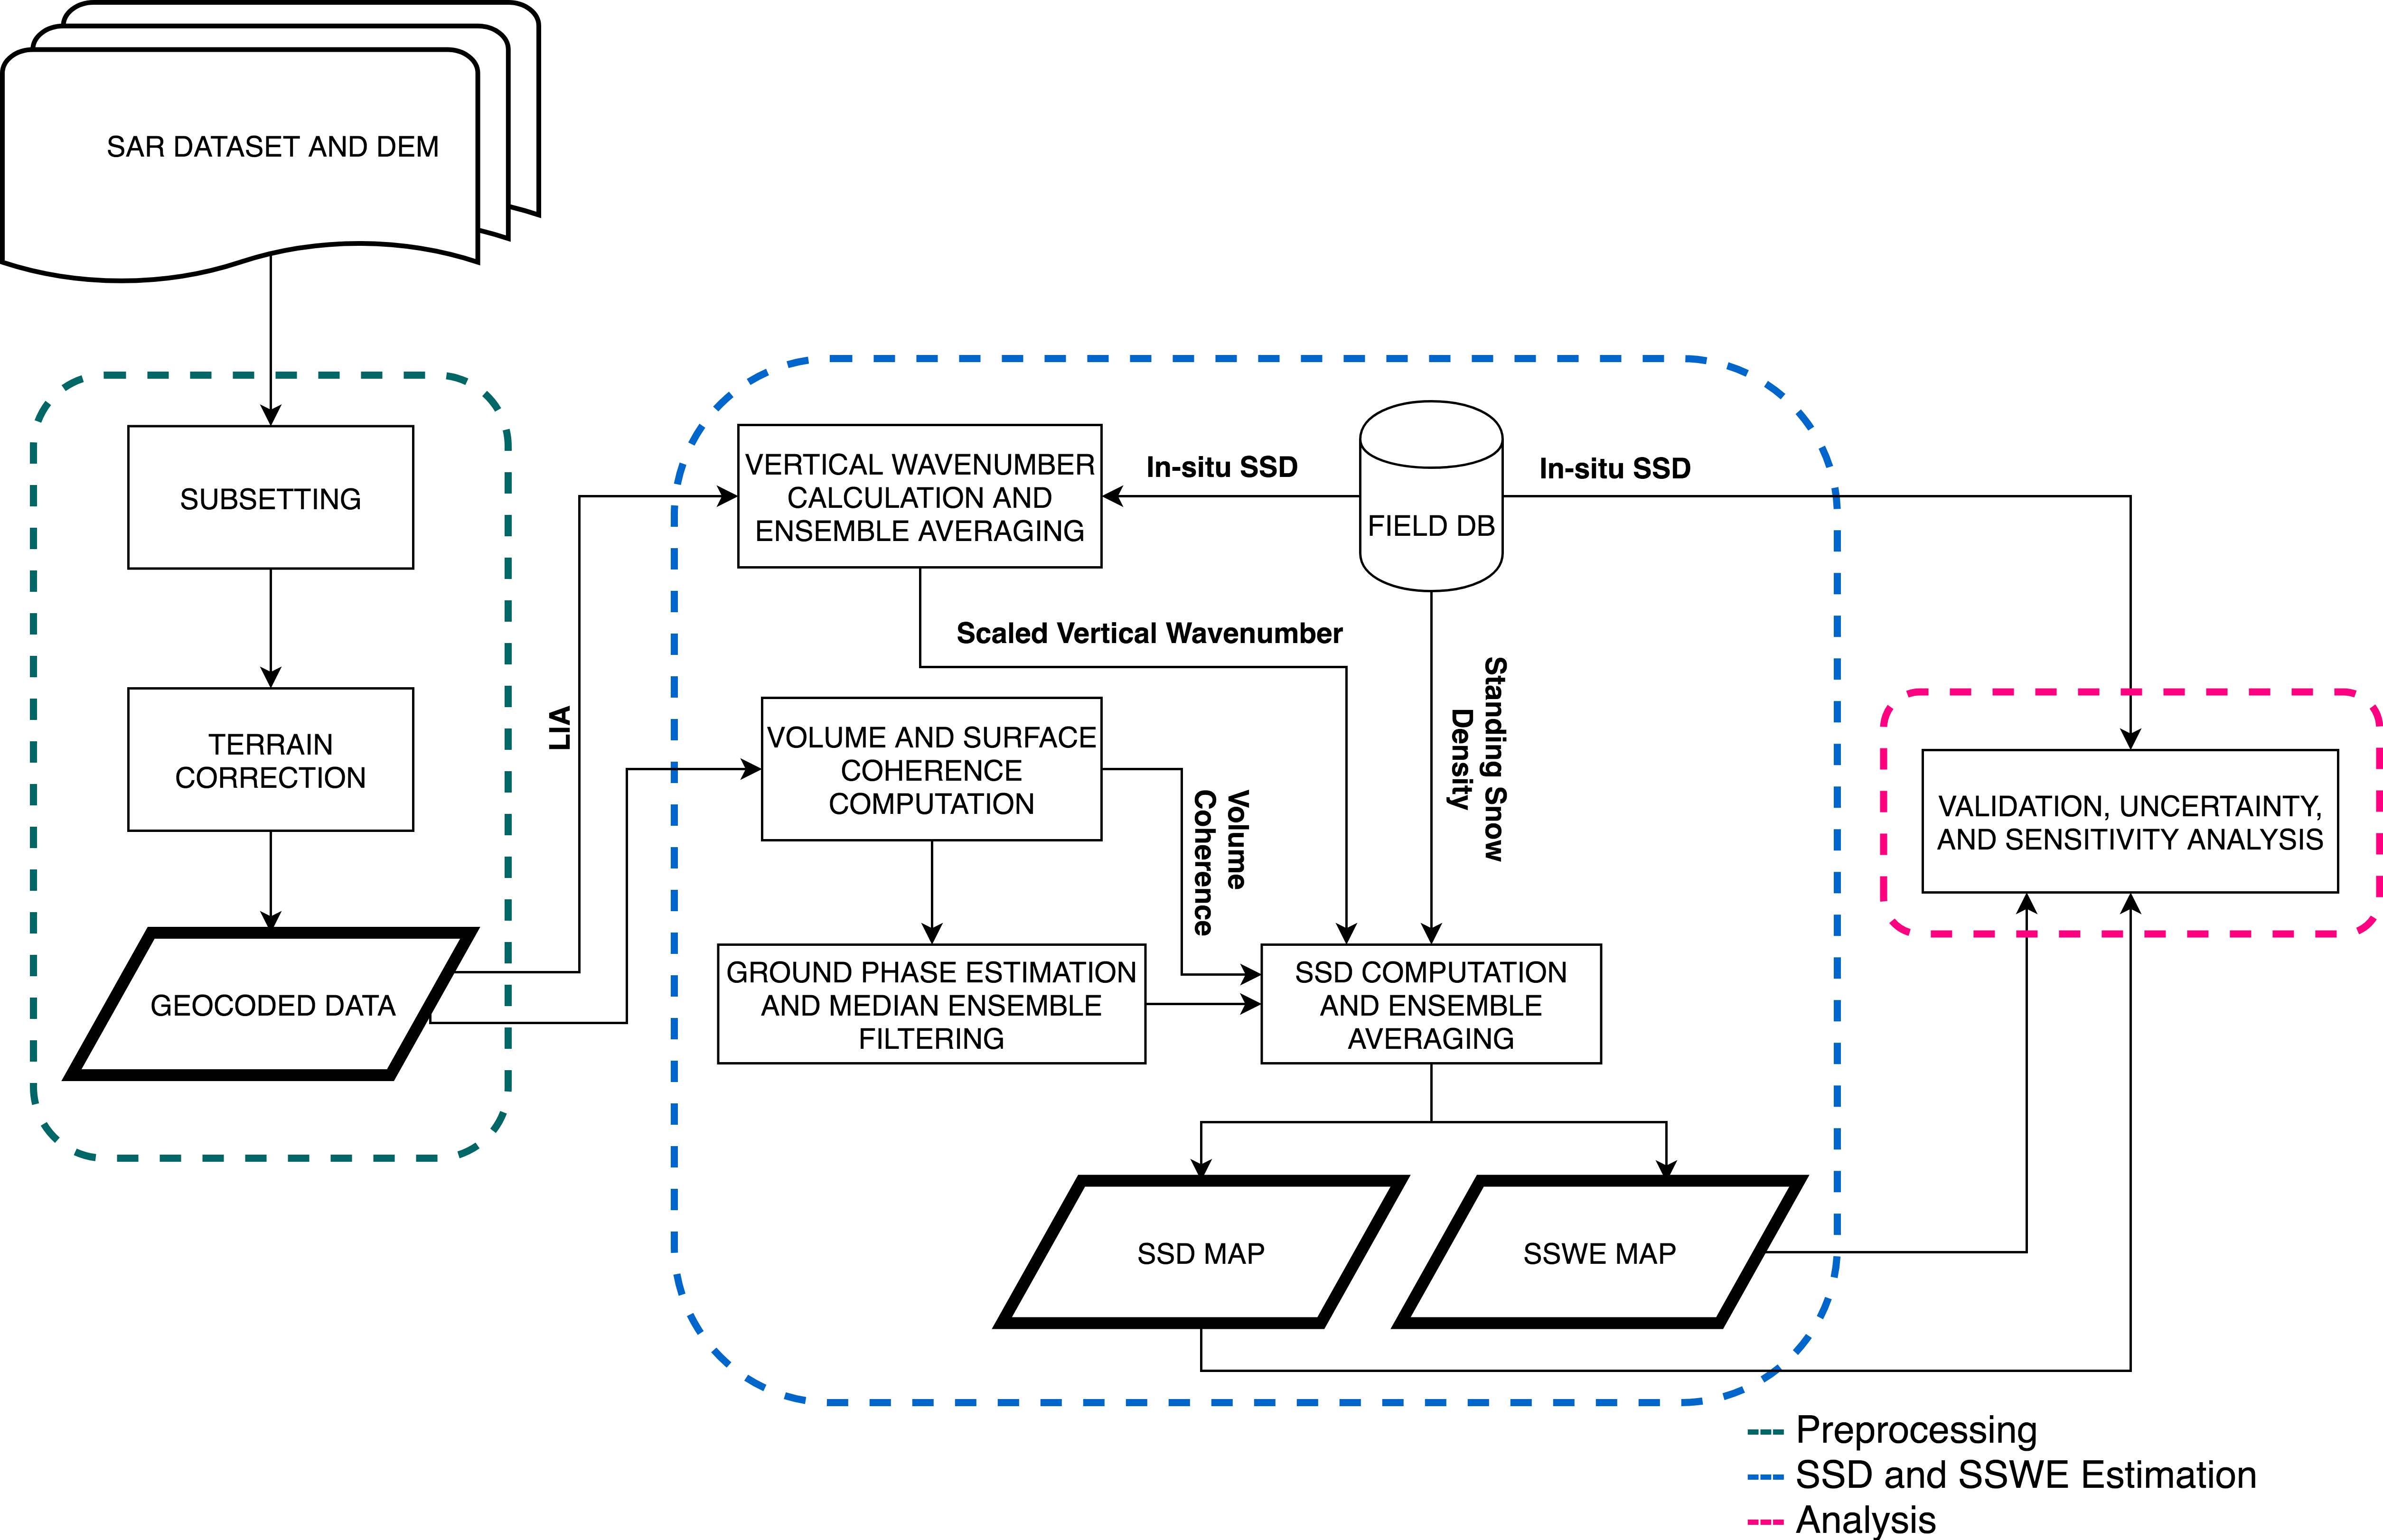 SAR DATASET AND DEM
SUBSETTING
TERRAIN
CORRECTION
GEOCODED DATA
LIA
VERTICAL WAVENUMBER
CALCULATION AND
ENSEMBLE AVERAGING
In-situ SSD
FIELD DB
In-situ SSD
Scaled Vertical Wavenumber
Standing Snow
Density
VOLUME AND SURFACE
COHERENCE
COMPUTATION
Volume
Coherence
GROUND PHASE ESTIMATION
AND MEDIAN ENSEMBLE
FILTERING
SSD COMPUTATION
AND ENSEMBLE
AVERAGING
SSD MAP
SSWE MAP
VALIDATION, UNCERTAINTY,
AND SENSITIVITY ANALYSIS
Preprocessing
SSD and SSWE Estimation
Analysis